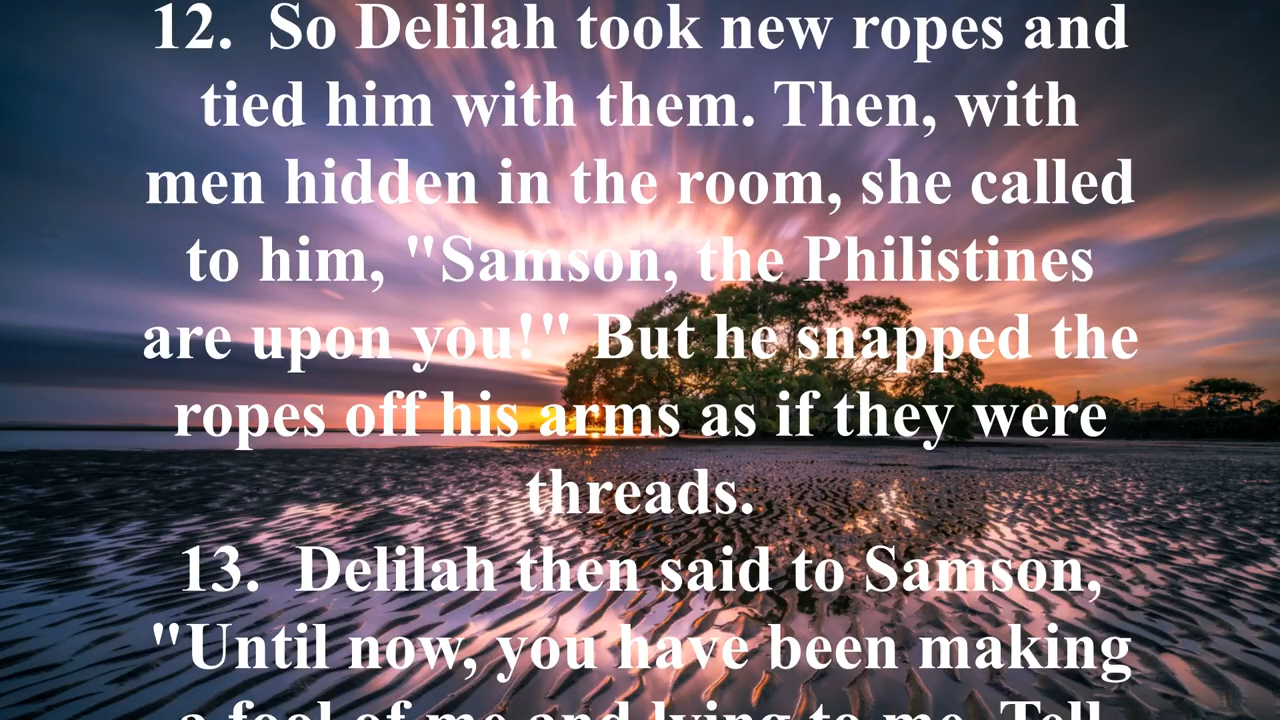 12.  So Delilah took new ropes and
tied him with them. Then, with
men hidden in the room, she called
to him, "Samson, the Philistines
are upon you!" But he snapped the
ropes off his arms as if they were
threads.
13.  Delilah then said to Samson,
"Until now, you have been making
a fool of me and lying to me. Tell